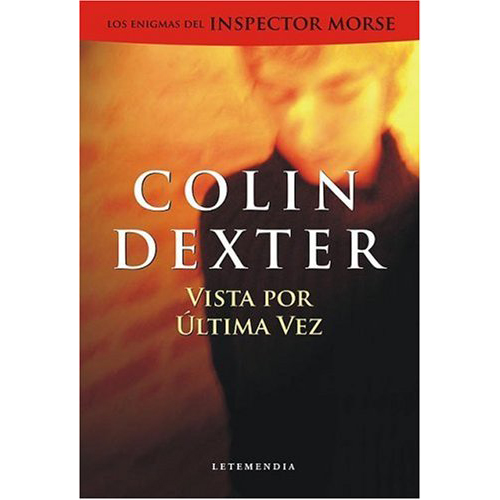 LOS ENIGMAS DEL INSPECTOR MORSE
COLIN
DEXTER
VISTA POR
ÚLTIMA VEZ
LETEMENDIA